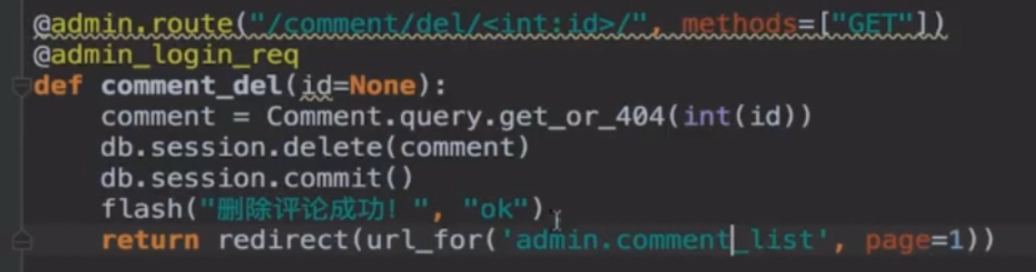 @admin.route("/comment/del/<int:id>/", methods=["GET"])
@admin_login_req
def comment_del(id=None):
    comment = Comment.query.get_or_404(int(id))
    db.session.delete(comment)
    db.session.commit()
    flash("删除评论成功！", "ok")
    return redirect(url_for('admin.comment_list', page=1))